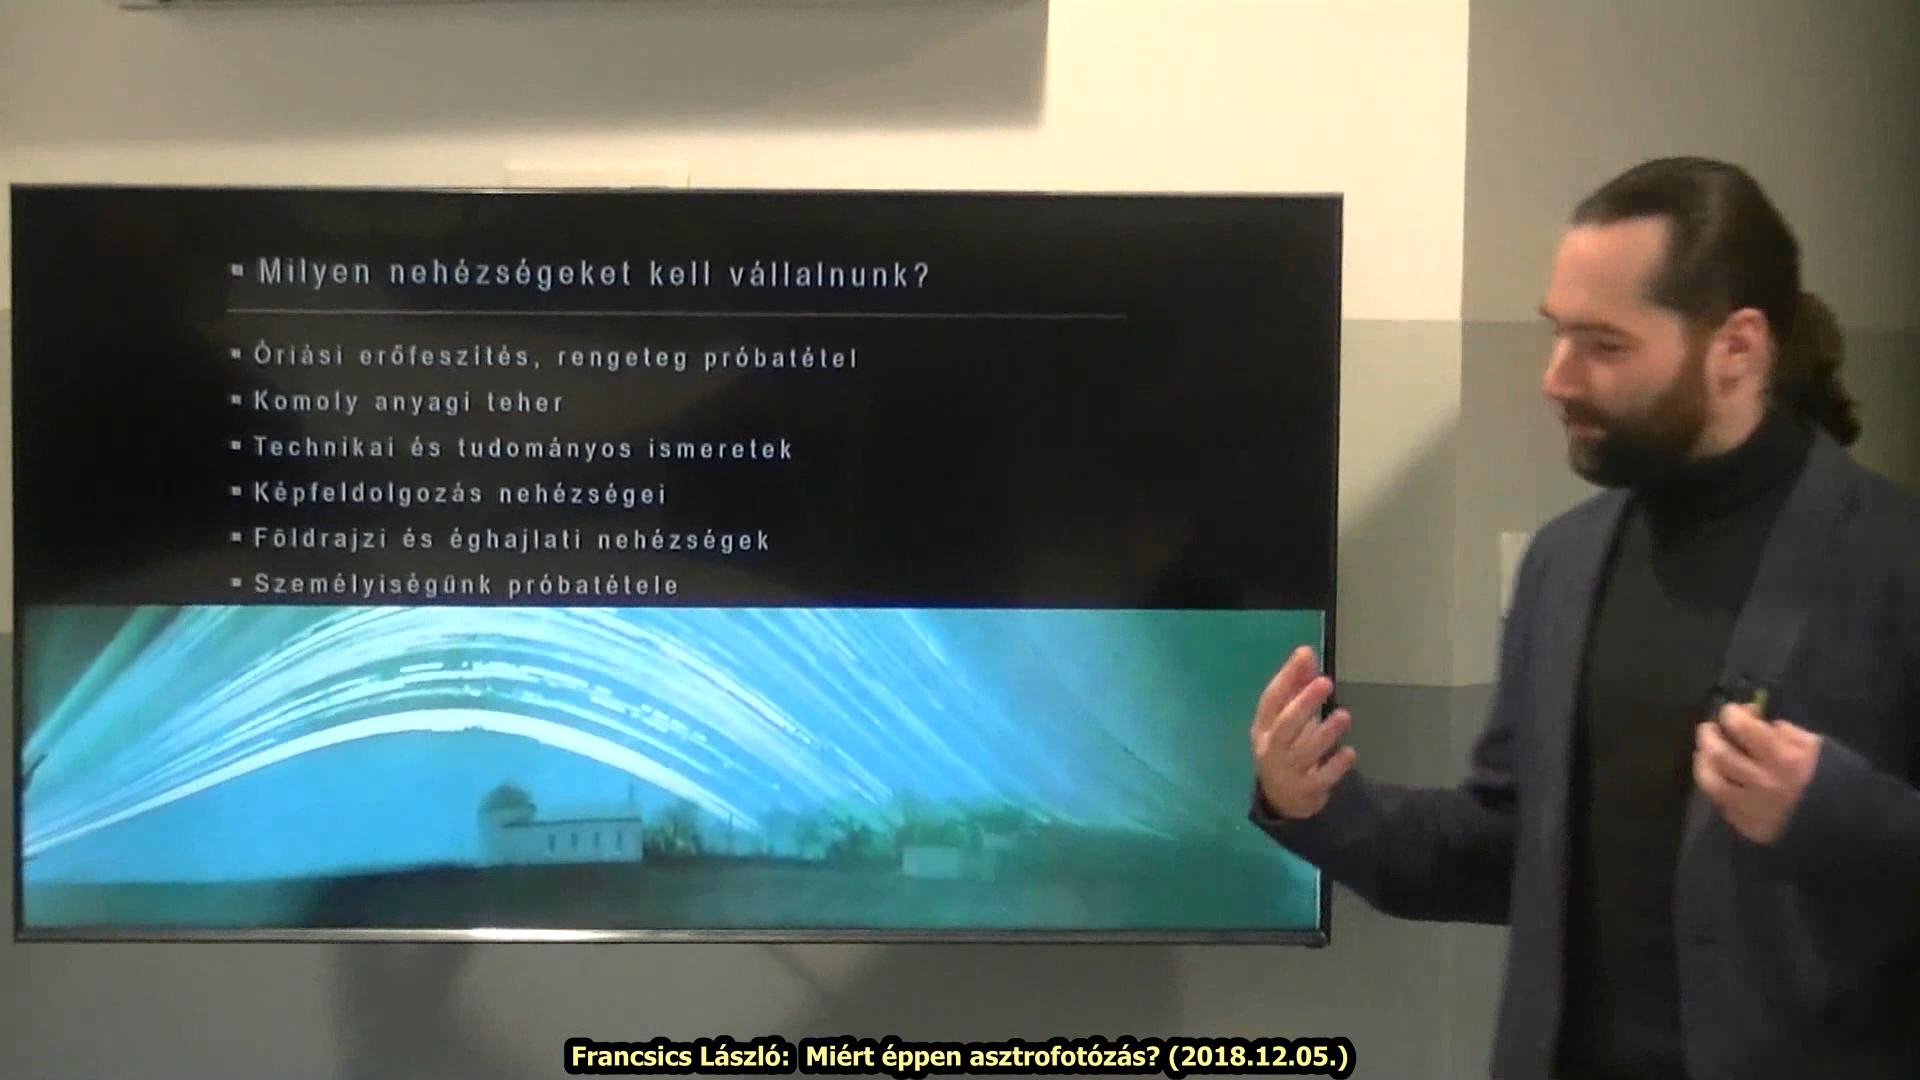 ▪ Milyen nehézségeket kell vállalnunk?
▪ Óriási erőfeszítés, rengeteg próbatétel
▪ Komoly anyagi teher
▪ Technikai és tudományos ismeretek
▪ Képfeldolgozás nehézségei
▪ Földrajzi és éghajlati nehézségek
▪ Személyiségünk próbatétele
Francsics László: Miért éppen asztrofotózás? (2018.12.05.)